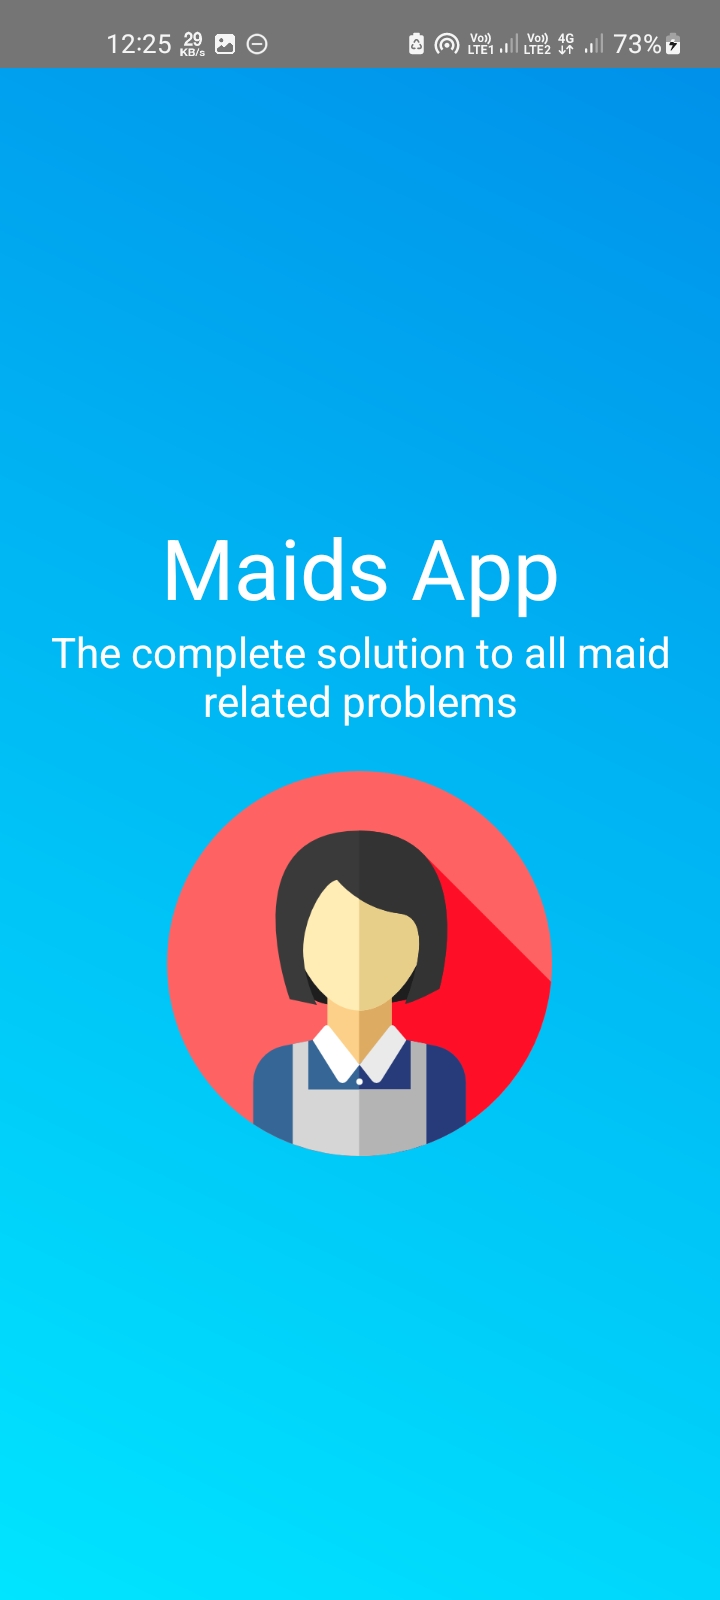 12:25 29 KB/s Vo)) LTE1 Vo)) LTE2 4G 73%
Maids App
The complete solution to all maid
related problems